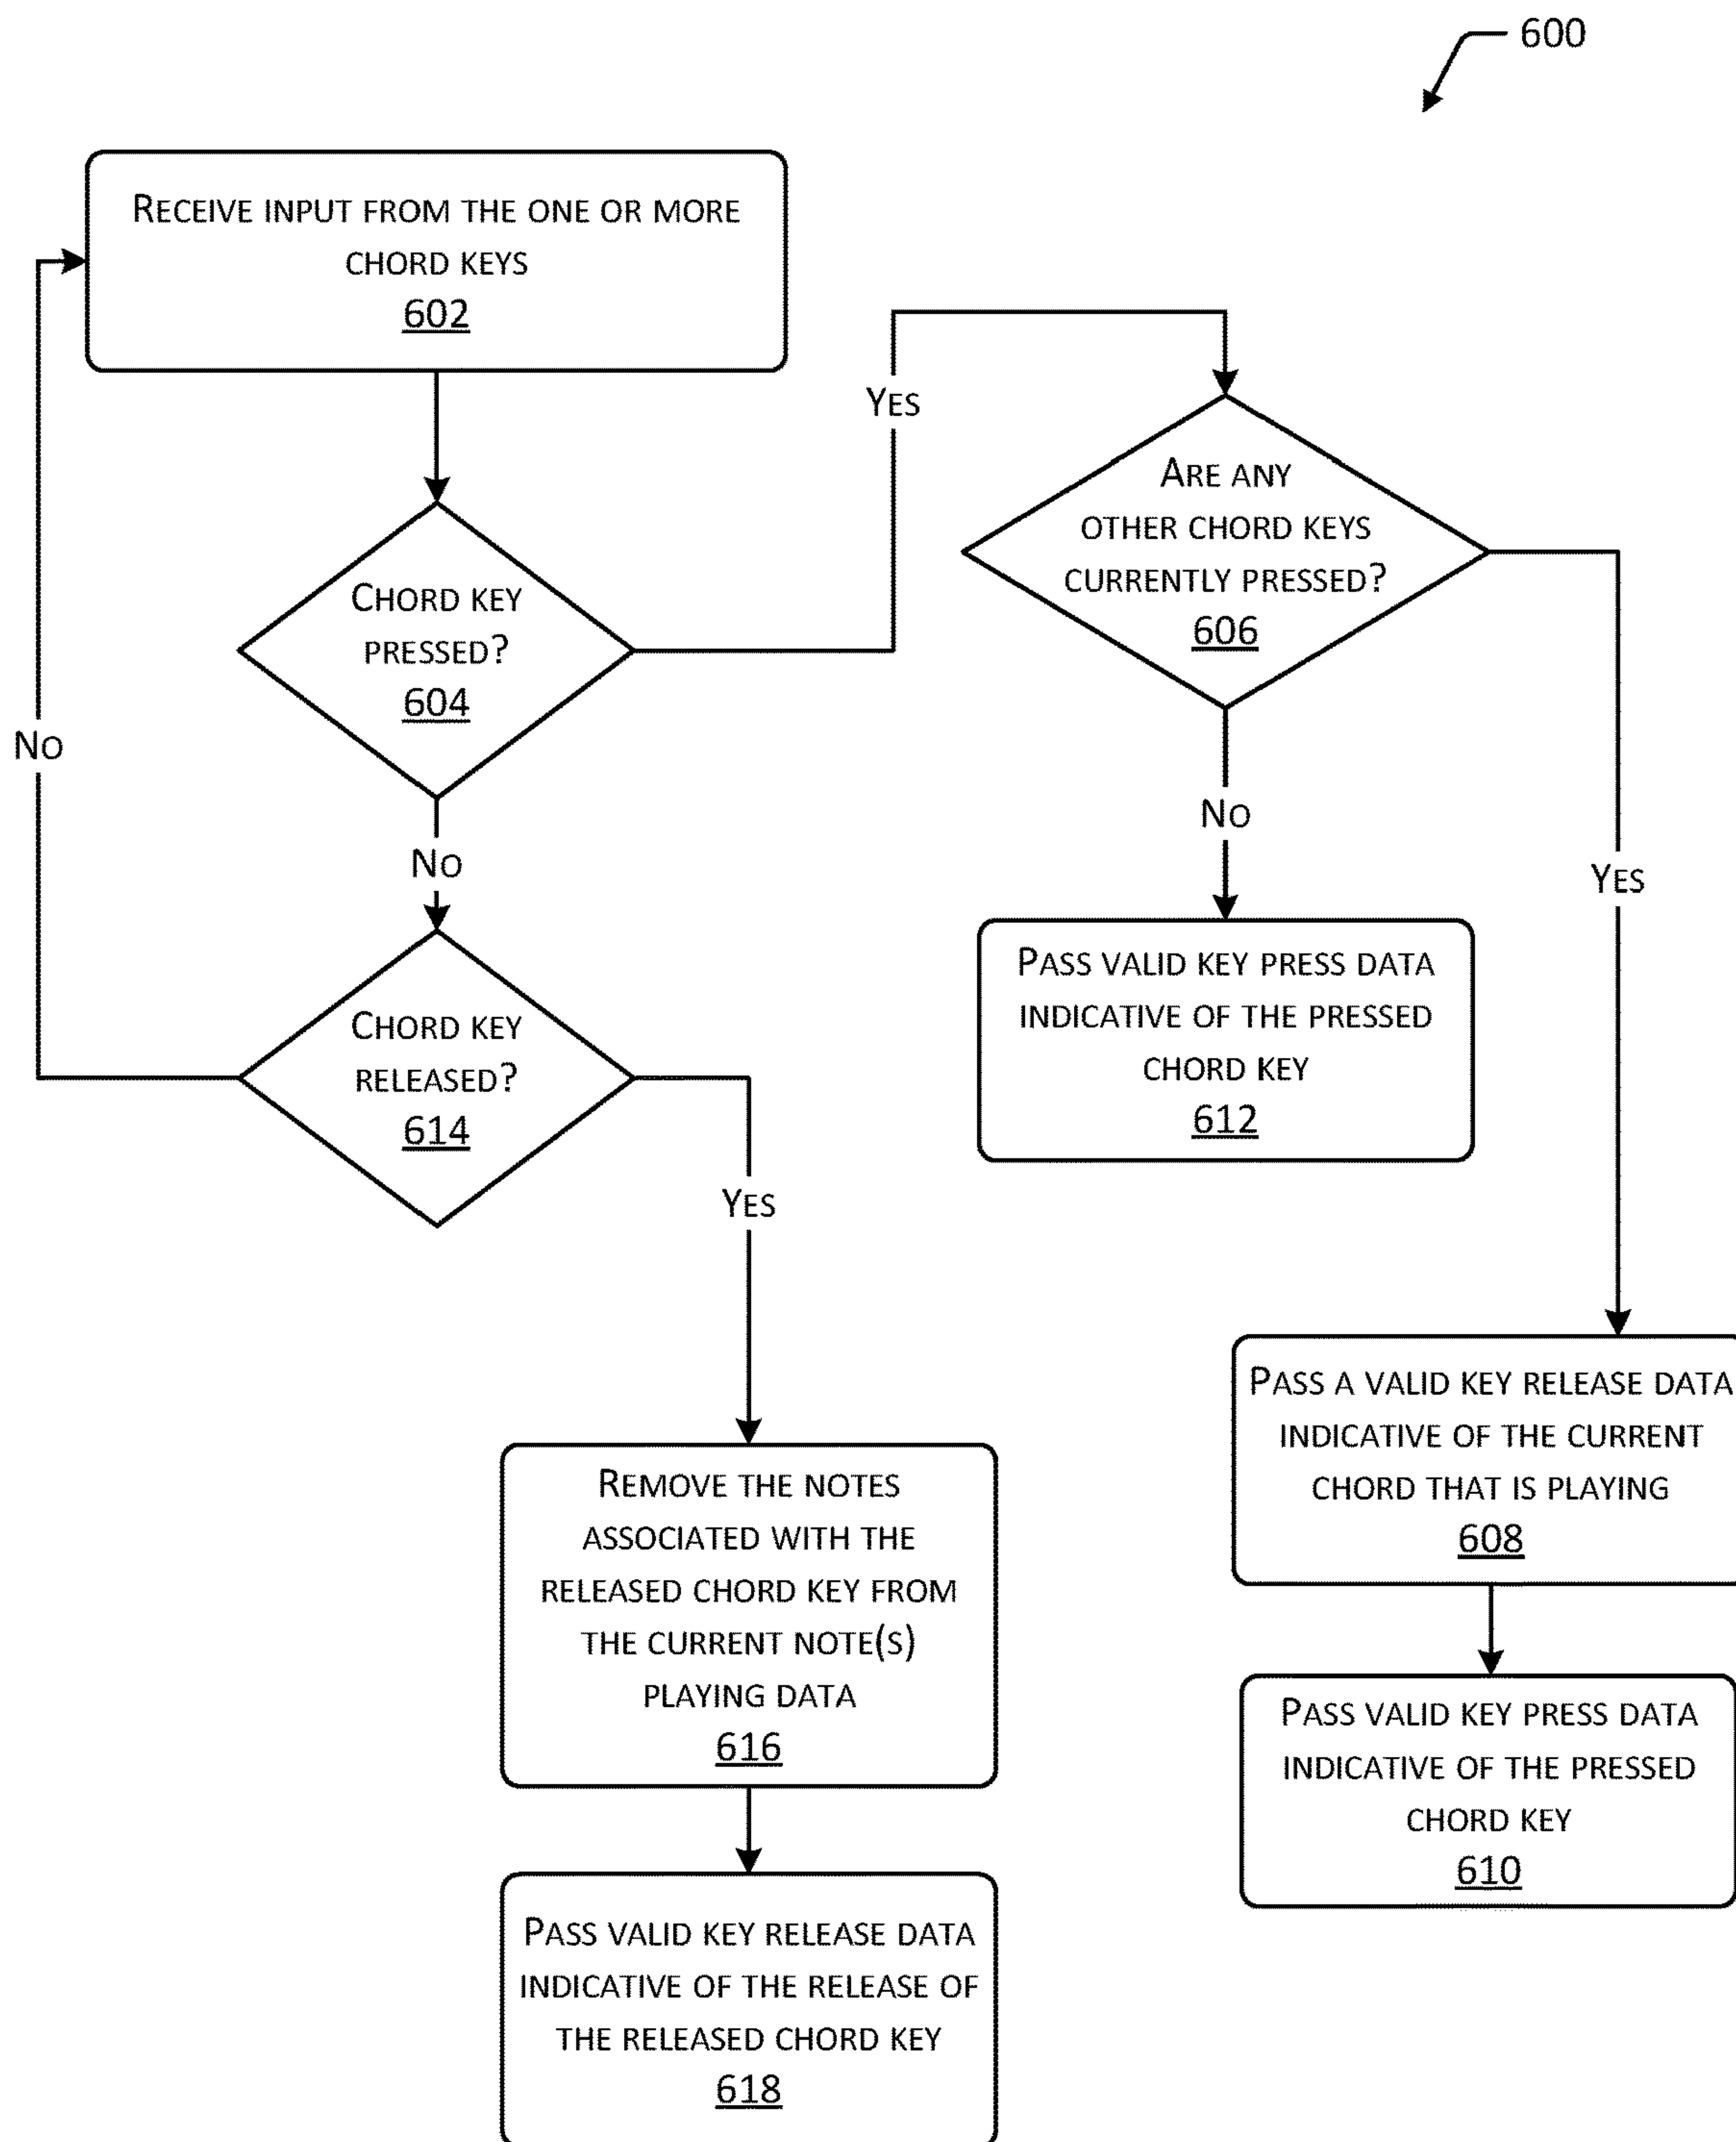 600
RECEIVE INPUT FROM THE ONE OR MORE
CHORD KEYS
602
YES
ARE ANY
OTHER CHORD KEYS
CURRENTLY PRESSED?
606
CHORD KEY
PRESSED?
604
NO
NO
NO
YES
PASS VALID KEY PRESS DATA
INDICATIVE OF THE PRESSED
CHORD KEY
612
CHORD KEY
RELEASED?
614
YES
PASS A VALID KEY RELEASE DATA
INDICATIVE OF THE CURRENT
CHORD THAT IS PLAYING
608
REMOVE THE NOTES
ASSOCIATED WITH THE
RELEASED CHORD KEY FROM
THE CURRENT NOTE(S)
PLAYING DATA
616
PASS VALID KEY PRESS DATA
INDICATIVE OF THE PRESSED
CHORD KEY
610
PASS VALID KEY RELEASE DATA
INDICATIVE OF THE RELEASE OF
THE RELEASED CHORD KEY
618